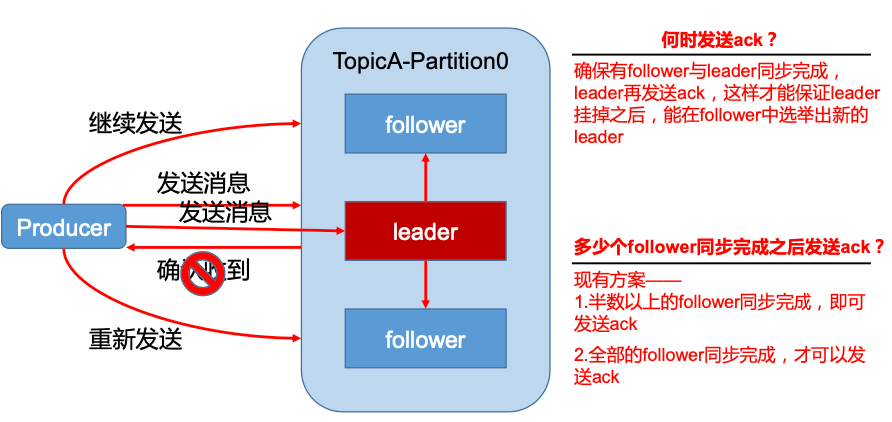 TopicA-Partition0
继续发送
follower
发送消息
发送消息
Producer
leader
确认收到
重新发送
follower
何时发送ack？
确保有follower与leader同步完成，
leader再发送ack，这样才能保证leader
挂掉之后，能在follower中选举出新的
leader
多少个follower同步完成之后发送ack？
现有方案——
1.半数以上的follower同步完成，即可
发送ack
2.全部的follower同步完成，才可以发
送ack